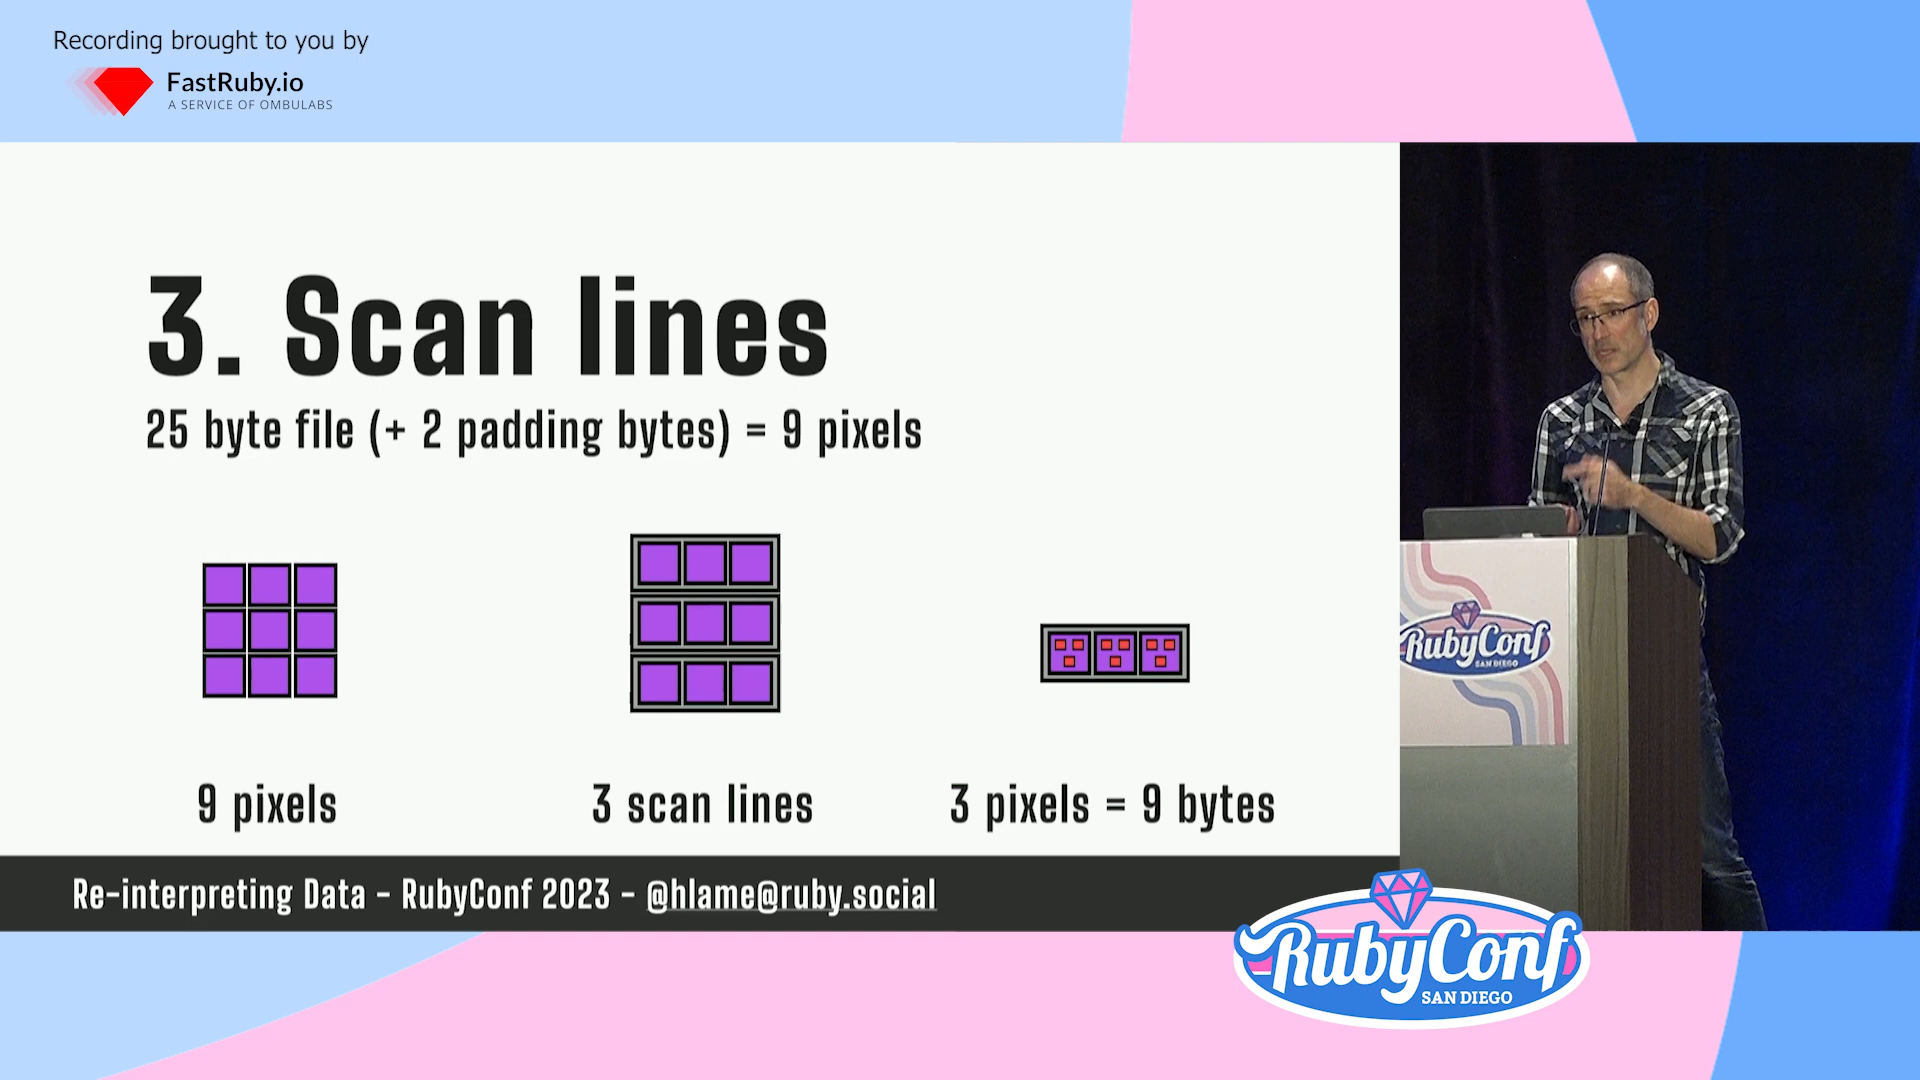 Recording brought to you by
FastRuby.io
A SERVICE OF OMBULABS
3. Scan lines
25 byte file (+ 2 padding bytes) = 9 pixels
9 pixels
3 scan lines
3 pixels = 9 bytes
Re-interpreting Data - RubyConf 2023 - @hlame@ruby.social
RubyConf
SAN DIEGO
RubyConf
SAN DIEGO